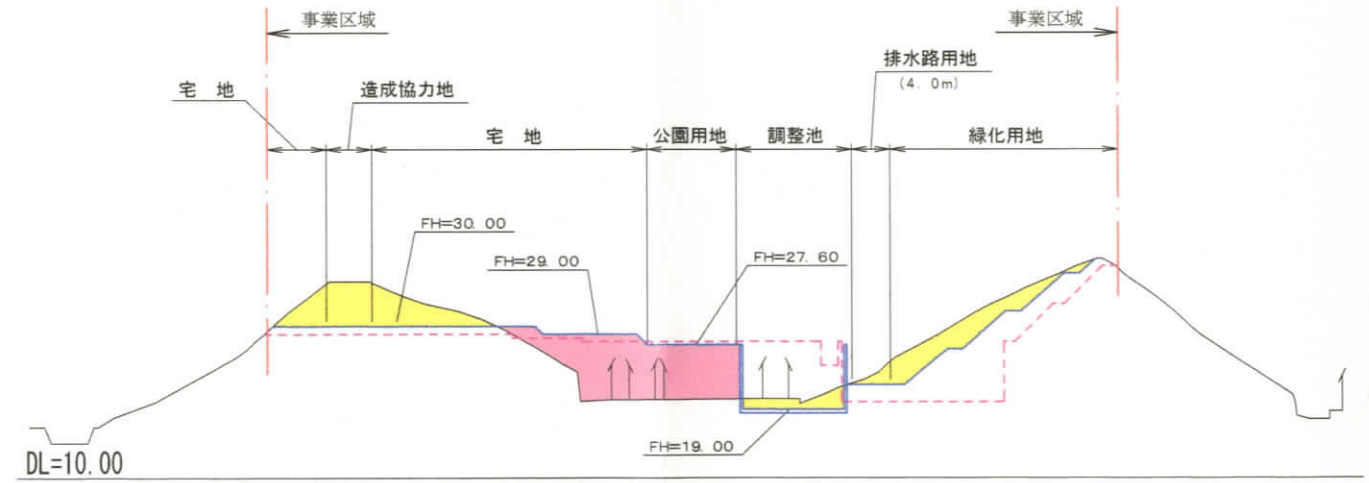 事業区域
事業区域
排水路用地
(4. 0m)
宅 地
造成協力地
宅 地
公園用地
調整池
緑化用地
FH=30. 00
FH=29. 00
FH=27. 60
FH=19. 00
DL=10. 00